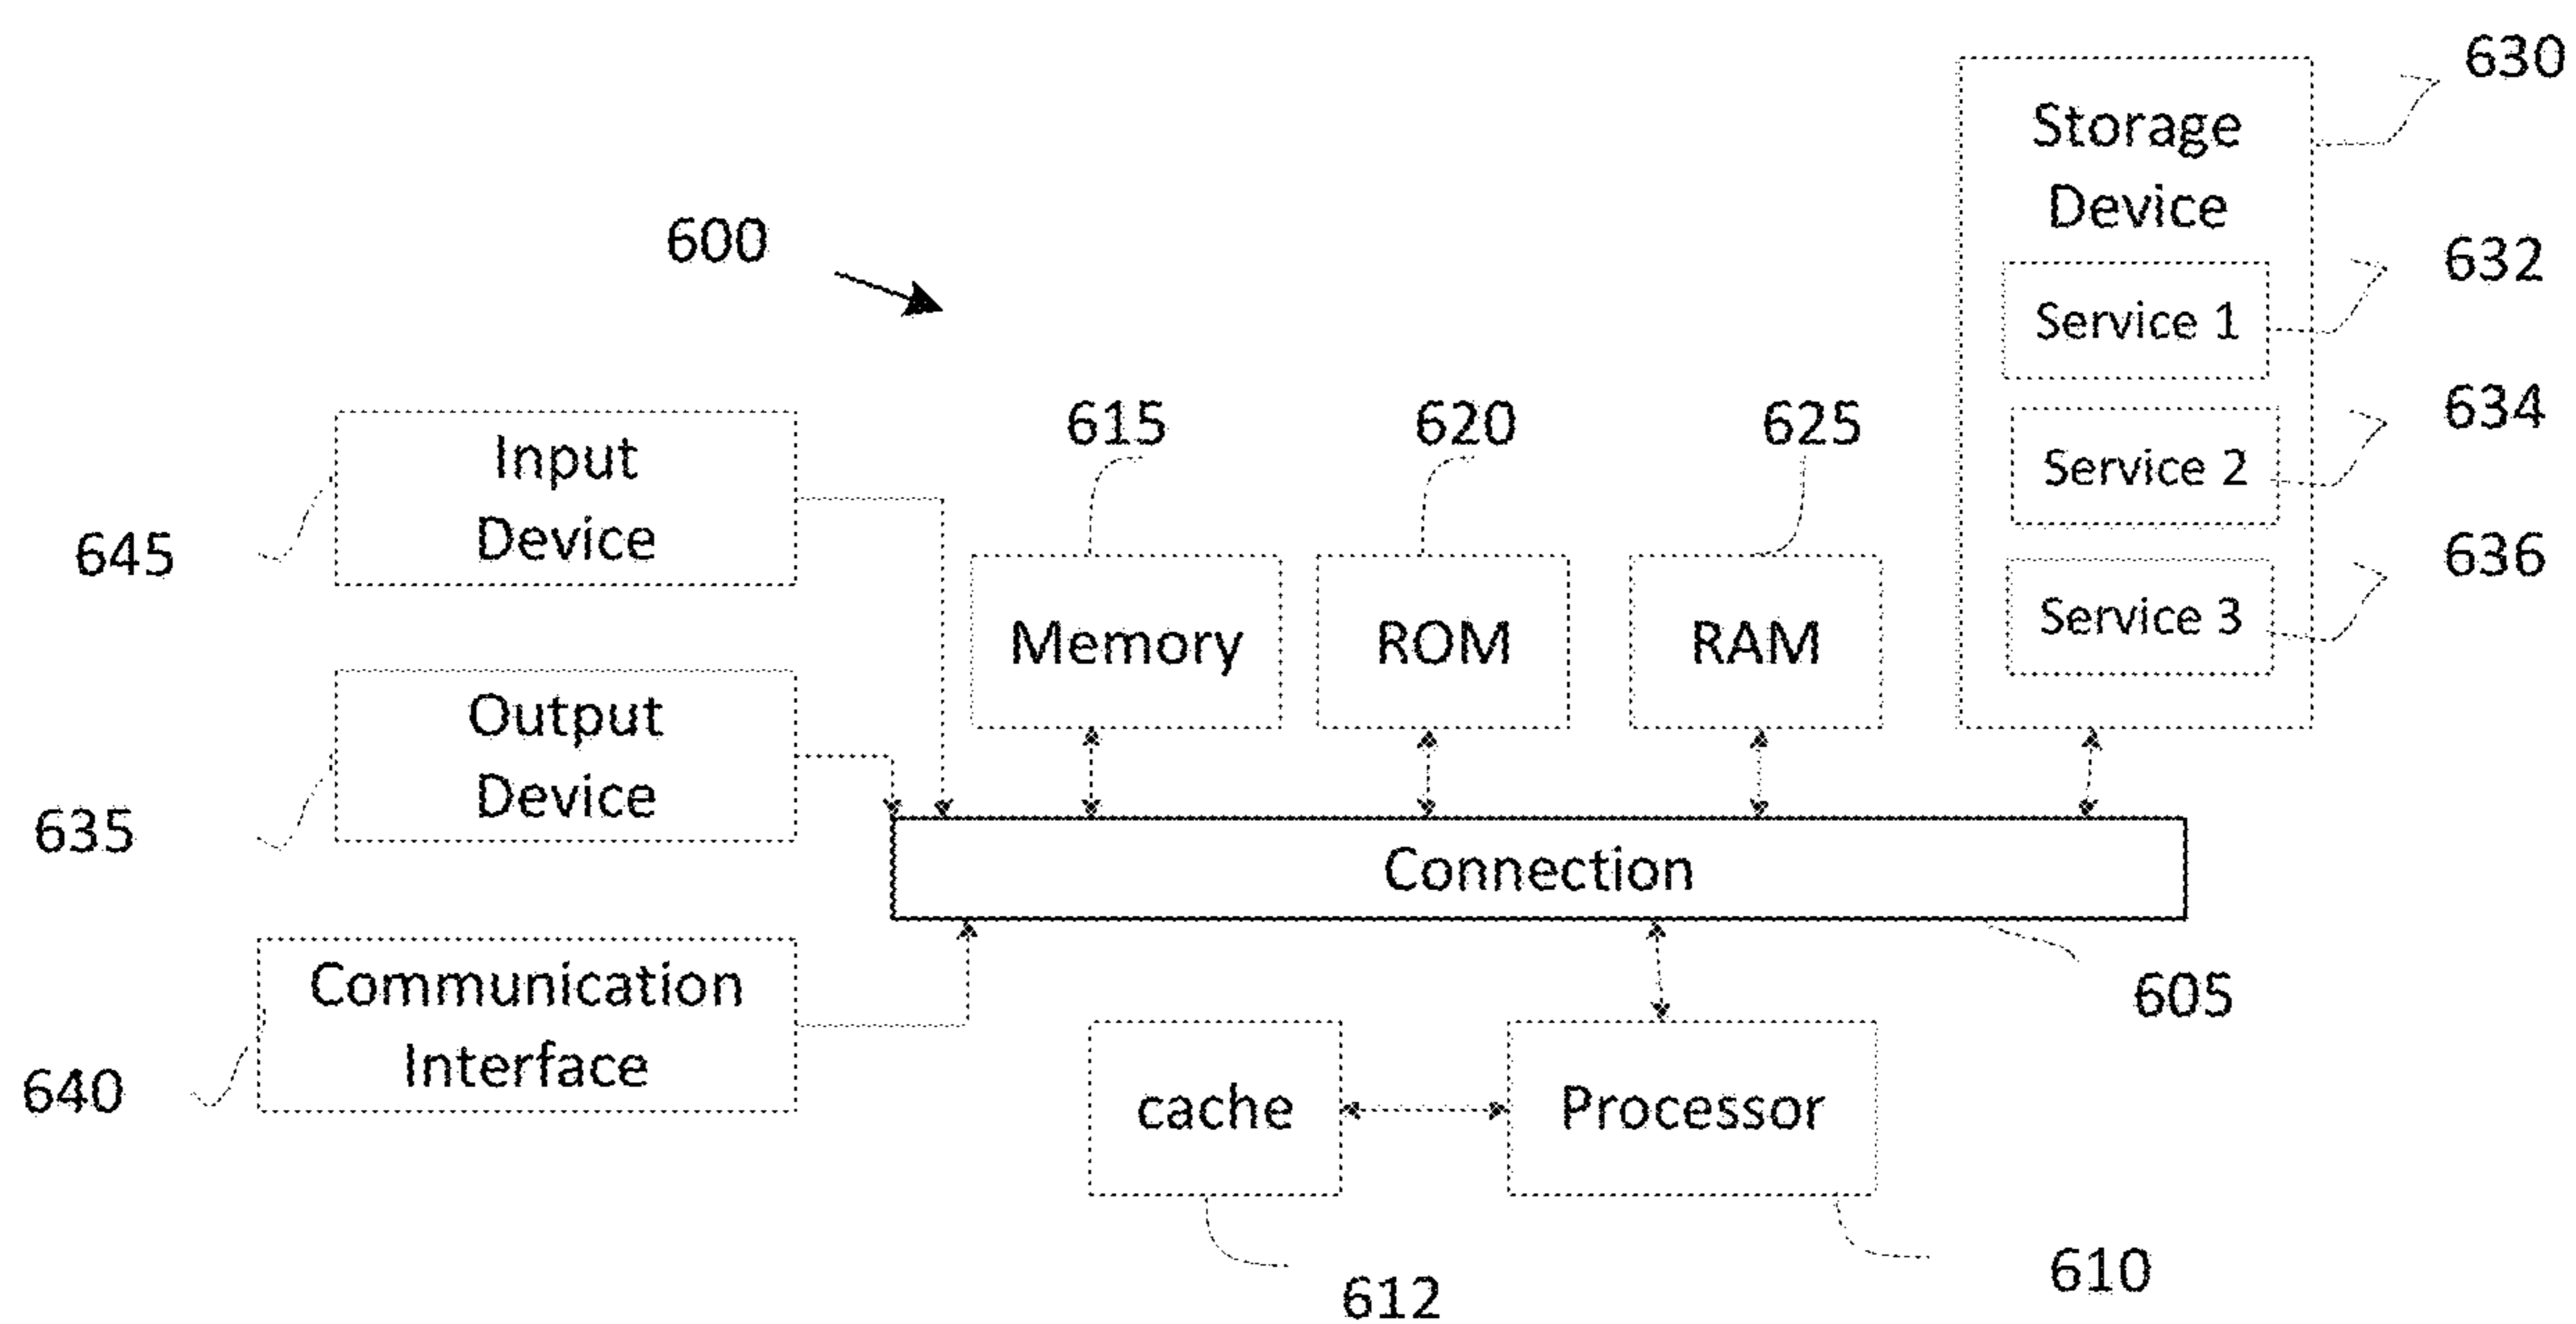 630
Storage
Device
600
632
Service 1
634
615
620
625
Input
Device
Service 2
645
636
Service 3
Memory
ROM
RAM
Output
Device
635
Connection
Communication
Interface
605
640
cache
Processor
612
610